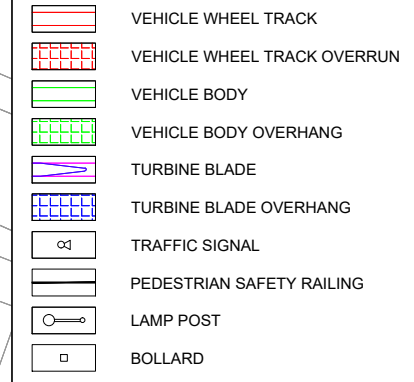 VEHICLE WHEEL TRACK
VEHICLE WHEEL TRACK OVERRUN
VEHICLE BODY
VEHICLE BODY OVERHANG
TURBINE BLADE
TURBINE BLADE OVERHANG
TRAFFIC SIGNAL
PEDESTRIAN SAFETY RAILING
LAMP POST
BOLLARD